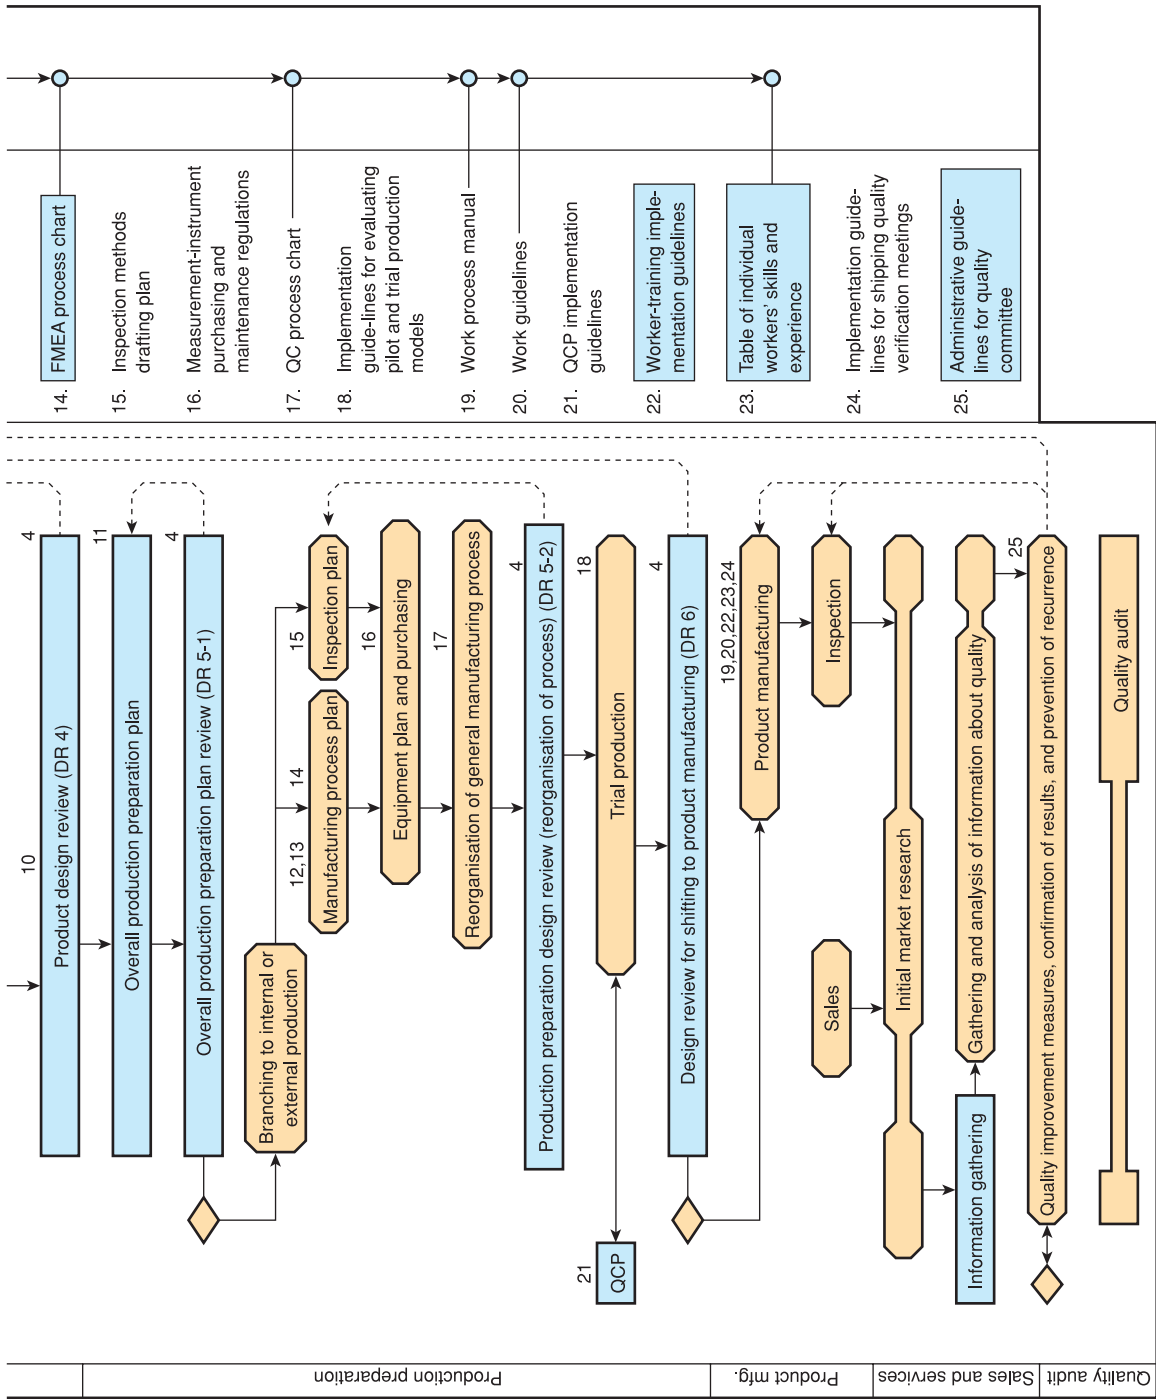 14. FMEA process chart
15. Inspection methods
drafting plan
16. Measurement-instrument
purchasing and
maintenance regulations
17. QC process chart
18. Implementation
guide-lines for evaluating
pilot and trial production
models
19. Work process manual
20. Work guidelines
21. QCP implementation
guidelines
22. Worker-training imple-
mentation guidelines
23. Table of individual
workers' skills and
experience
24. Implementation guide-
lines for shipping quality
verification meetings
25. Administrative guide-
lines for quality
committee
10
4
Product design review (DR 4)
11
Overall production preparation plan
4
Overall production preparation plan review (DR 5-1)
Branching to internal or
external production
12,13
14
Manufacturing process plan
15
Inspection plan
16
Equipment plan and purchasing
17
Reorganisation of general manufacturing process
4
Production preparation design review (reorganisation of process) (DR 5-2)
21
QCP
18
Trial production
4
Design review for shifting to product manufacturing (DR 6)
19,20,22,23,24
Product manufacturing
Sales
Inspection
Initial market research
Information gathering
Gathering and analysis of information about quality
25
Quality improvement measures, confirmation of results, and prevention of recurrence
Quality audit
Production preparation
Product mfg.
Sales and services
Quality audit